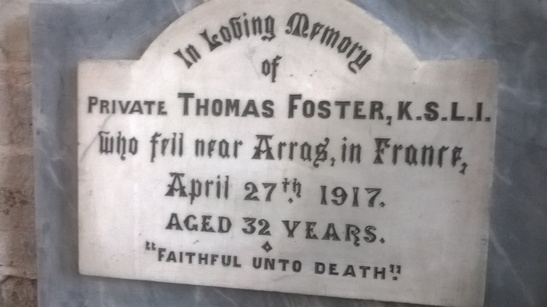 In Loving Memory
of
PRIVATE THOMAS FOSTER, K.S.L.I.
who fell near Arras, in France,
April 27th 1917.
AGED 32 YEARS.
"FAITHFUL UNTO DEATH"